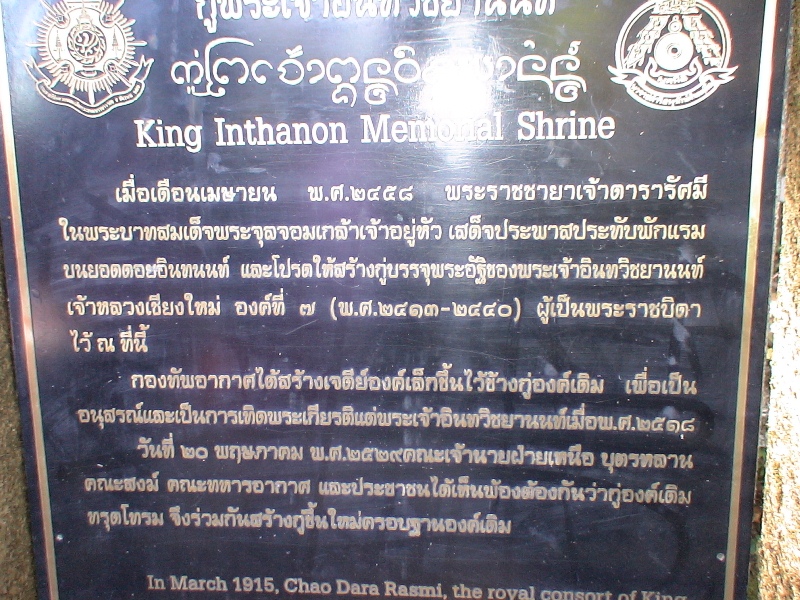 กู่พระเจ้าอินทวิชยานนท์
King Inthanon Memorial Shrine
เมื่อเดือนเมษายน พ.ศ.๒๔๕๘ พระราชชายาเจ้าดารารัศมี
ในพระบาทสมเด็จพระจุลจอมเกล้าเจ้าอยู่หัว เสด็จประพาสประทับพักแรม
บนยอดดอยอินทนนท์ และโปรดให้สร้างกู่บรรจุพระอัฐิของพระเจ้าอินทวิชยานนท์
เจ้าหลวงเชียงใหม่ องค์ที่ ๗ (พ.ศ.๒๔๑๓-๒๔๔๐) ผู้เป็นพระราชบิดา
ไว้ ณ ที่นี้
กองทัพอากาศได้สร้างเจดีย์องค์เล็กขึ้นไว้ข้างกู่องค์เดิม เพื่อเป็น
อนุสรณ์และเป็นการเทิดพระเกียรติแด่พระเจ้าอินทวิชยานนท์เมื่อพ.ศ.๒๕๑๘
วันที่ ๒๐ พฤษภาคม พ.ศ.๒๕๒๙คณะเจ้านายฝ่ายเหนือ บุตรหลาน
คณะสงฆ์ คณะทหารอากาศ และประชาชนได้เห็นพ้องต้องกันว่ากู่องค์เดิม
ทรุดโทรม จึงร่วมกันสร้างกู่ขึ้นใหม่ครอบฐานองค์เดิม
In March 1915, Chao Dara Rasmi, the royal consort of King